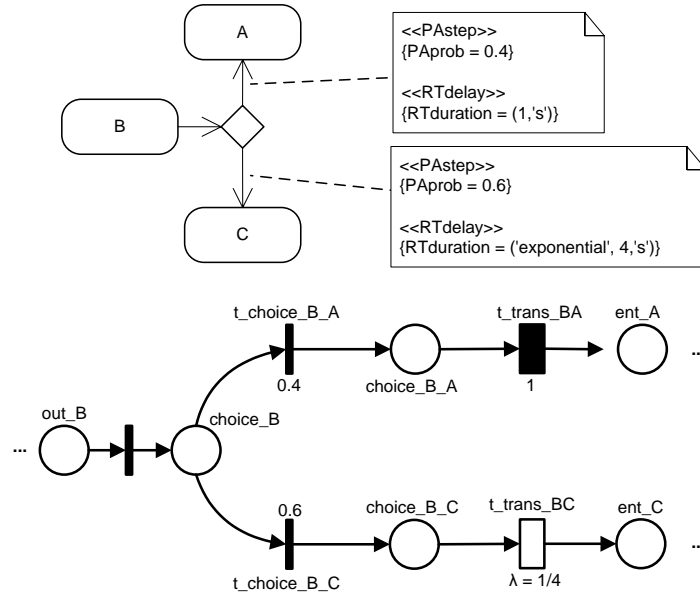 A
<<PAstep>>
{PAprob = 0.4}
<<RTdelay>>
{RTduration = (1,'s')}
B
<<PAstep>>
{PAprob = 0.6}
<<RTdelay>>
{RTduration = ('exponential', 4,'s')}
C
t_choice_B_A
t_trans_BA
ent_A
...
0.4
choice_B_A
1
out_B
choice_B
...
0.6
choice_B_C
t_trans_BC
ent_C
...
t_choice_B_C
λ = 1/4